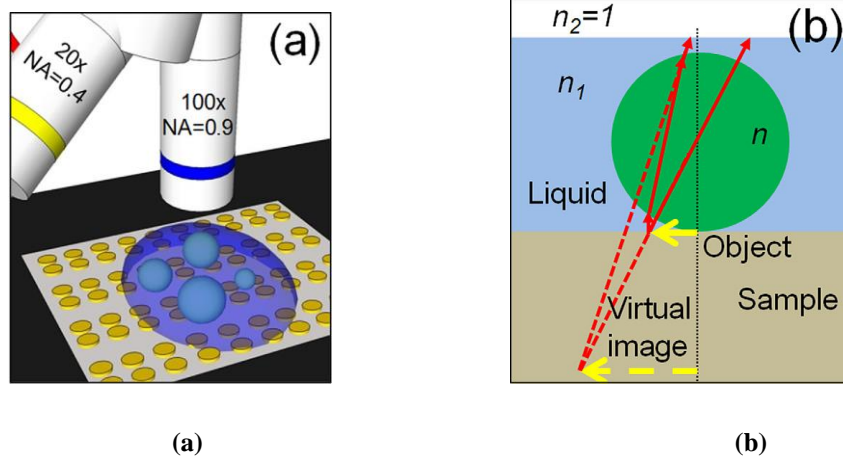 (a)
20x
NA=0.4
100x
NA=0.9
n2=1
(b)
n1
n
Liquid
Object
Virtual
image
Sample
(a)
(b)